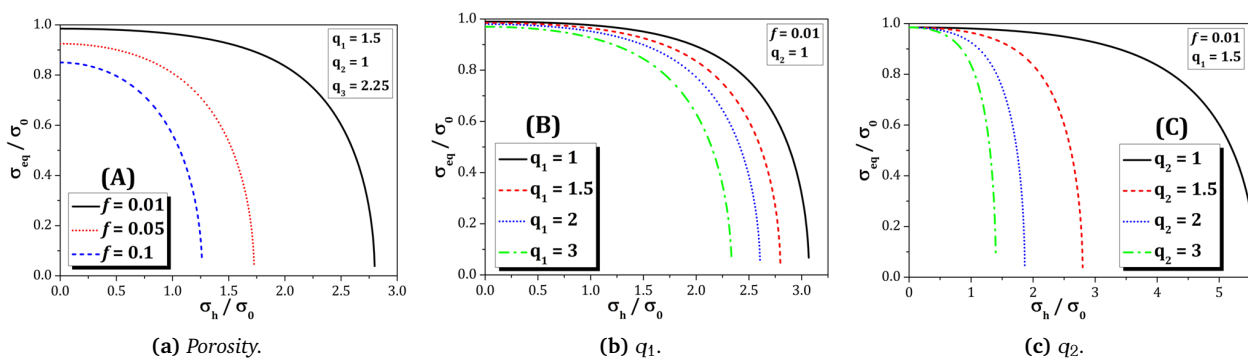 1.0
0.8
0.6
0.4
0.2
0.0
σeq / σ0
q1 = 1.5
q2 = 1
q3 = 2.25
(A)
f = 0.01
f = 0.05
f = 0.1
0.0 0.5 1.0 1.5 2.0 2.5 3.0
σh / σ0
(a) Porosity.
1.0
0.8
0.6
0.4
0.2
0.0
σeq / σ0
f = 0.01
q2 = 1
(B)
q1 = 1
q1 = 1.5
q1 = 2
q1 = 3
0.0 0.5 1.0 1.5 2.0 2.5 3.0
σh / σ0
(b) q1.
1.0
0.8
0.6
0.4
0.2
0.0
σeq / σ0
f = 0.01
q1 = 1.5
(C)
q2 = 1
q2 = 1.5
q2 = 2
q2 = 3
0 1 2 3 4 5
σh / σ0
(c) q2.